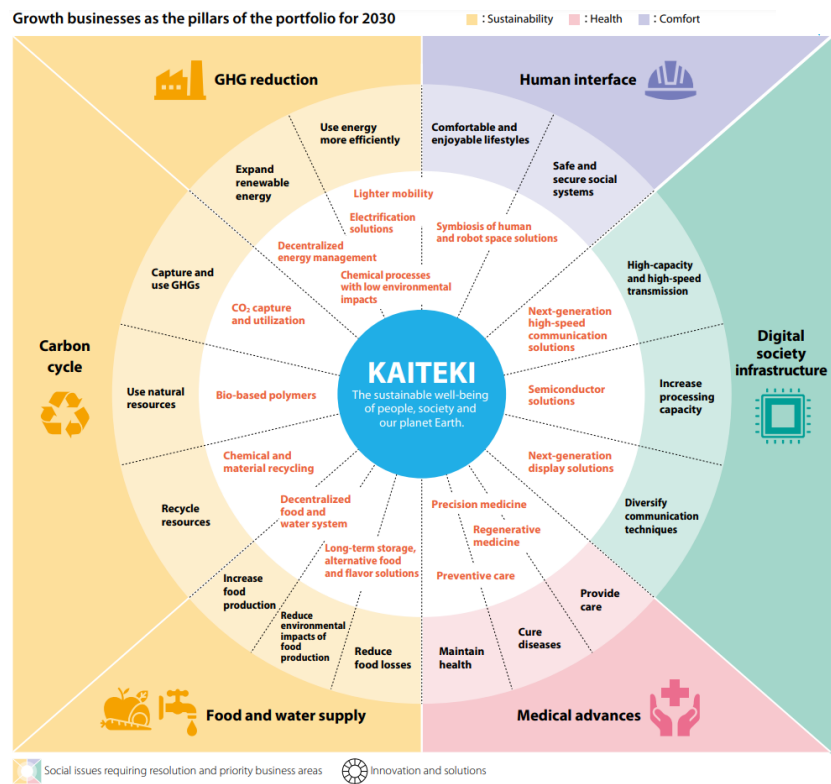 Growth businesses as the pillars of the portfolio for 2030
: Sustainability
: Health
: Comfort
GHG reduction
Human interface
Use energy
more efficiently
Comfortable and
enjoyable lifestyles
Expand
renewable
energy
Safe and
secure social
systems
Lighter mobility
Electrification
solutions
Symbiosis of human
and robot space solutions
Decentralized
energy management
Chemical processes
with low environmental
impacts
Capture and
use GHGs
High-capacity
and high-speed
transmission
CO₂ capture
and utilization
Next-generation
high-speed
communication
solutions
Carbon
cycle
Digital
society
infrastructure
KAITEKI
The sustainable well-being
of people, society and
our planet Earth.
Use natural
resources
Bio-based polymers
Semiconductor
solutions
Increase
processing
capacity
Chemical and
material recycling
Next-generation
display solutions
Recycle
resources
Decentralized
food and
water system
Precision medicine
Regenerative
medicine
Diversify
communication
techniques
Long-term storage,
alternative food
and flavor solutions
Preventive care
Increase
food
production
Reduce
environmental
impacts of
food
production
Reduce
food losses
Maintain
health
Cure
diseases
Provide
care
Food and water supply
Medical advances
Social issues requiring resolution and priority business areas
Innovation and solutions